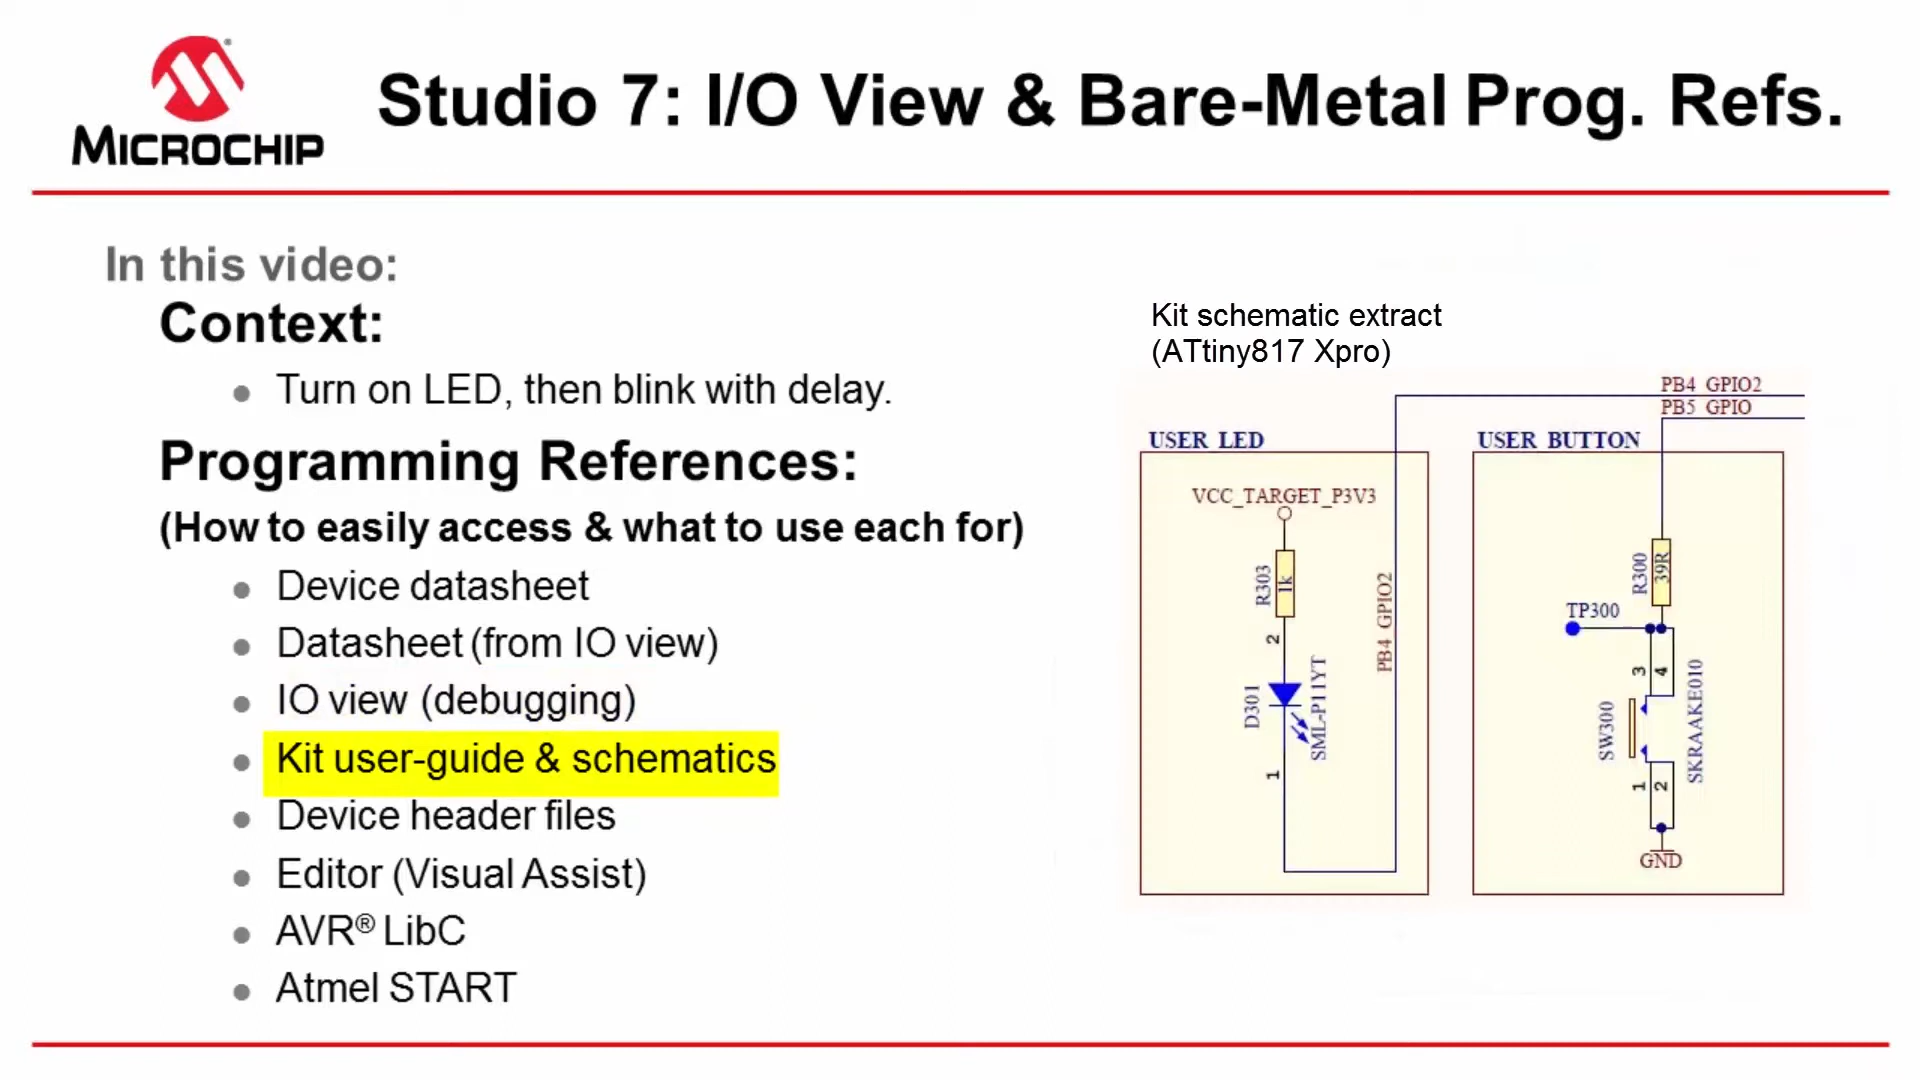 MICROCHIP
Studio 7: I/O View & Bare-Metal Prog. Refs.
In this video:
Context:
Turn on LED, then blink with delay.
Programming References:
(How to easily access & what to use each for)
Device datasheet
Datasheet (from IO view)
IO view (debugging)
Kit user-guide & schematics
Device header files
Editor (Visual Assist)
AVR® LibC
Atmel START
Kit schematic extract
(ATtiny817 Xpro)
PB4 GPIO2
PB5 GPIO
USER LED
VCC_TARGET_P3V3
R303
1k
2
D301
SML-P11YT
1
PB4 GPIO2
USER BUTTON
R300
39R
TP300
3
4
SW300
SKRAAKE010
1
2
GND